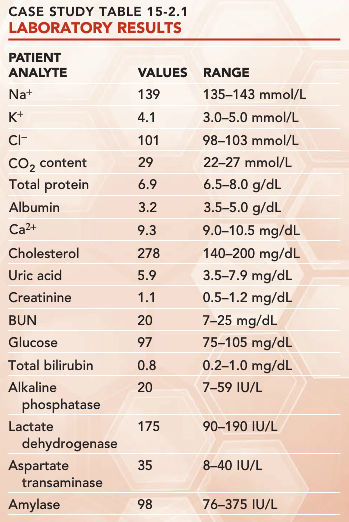 CASE STUDY TABLE 15-2.1
LABORATORY RESULTS
PATIENT
ANALYTE VALUES RANGE
Na⁺ 139 135–143 mmol/L
K⁺ 4.1 3.0–5.0 mmol/L
Cl⁻ 101 98–103 mmol/L
CO₂ content 29 22–27 mmol/L
Total protein 6.9 6.5–8.0 g/dL
Albumin 3.2 3.5–5.0 g/dL
Ca²⁺ 9.3 9.0–10.5 mg/dL
Cholesterol 278 140–200 mg/dL
Uric acid 5.9 3.5–7.9 mg/dL
Creatinine 1.1 0.5–1.2 mg/dL
BUN 20 7–25 mg/dL
Glucose 97 75–105 mg/dL
Total bilirubin 0.8 0.2–1.0 mg/dL
Alkaline 20 7–59 IU/L
phosphatase
Lactate 175 90–190 IU/L
dehydrogenase
Aspartate 35 8–40 IU/L
transaminase
Amylase 98 76–375 IU/L